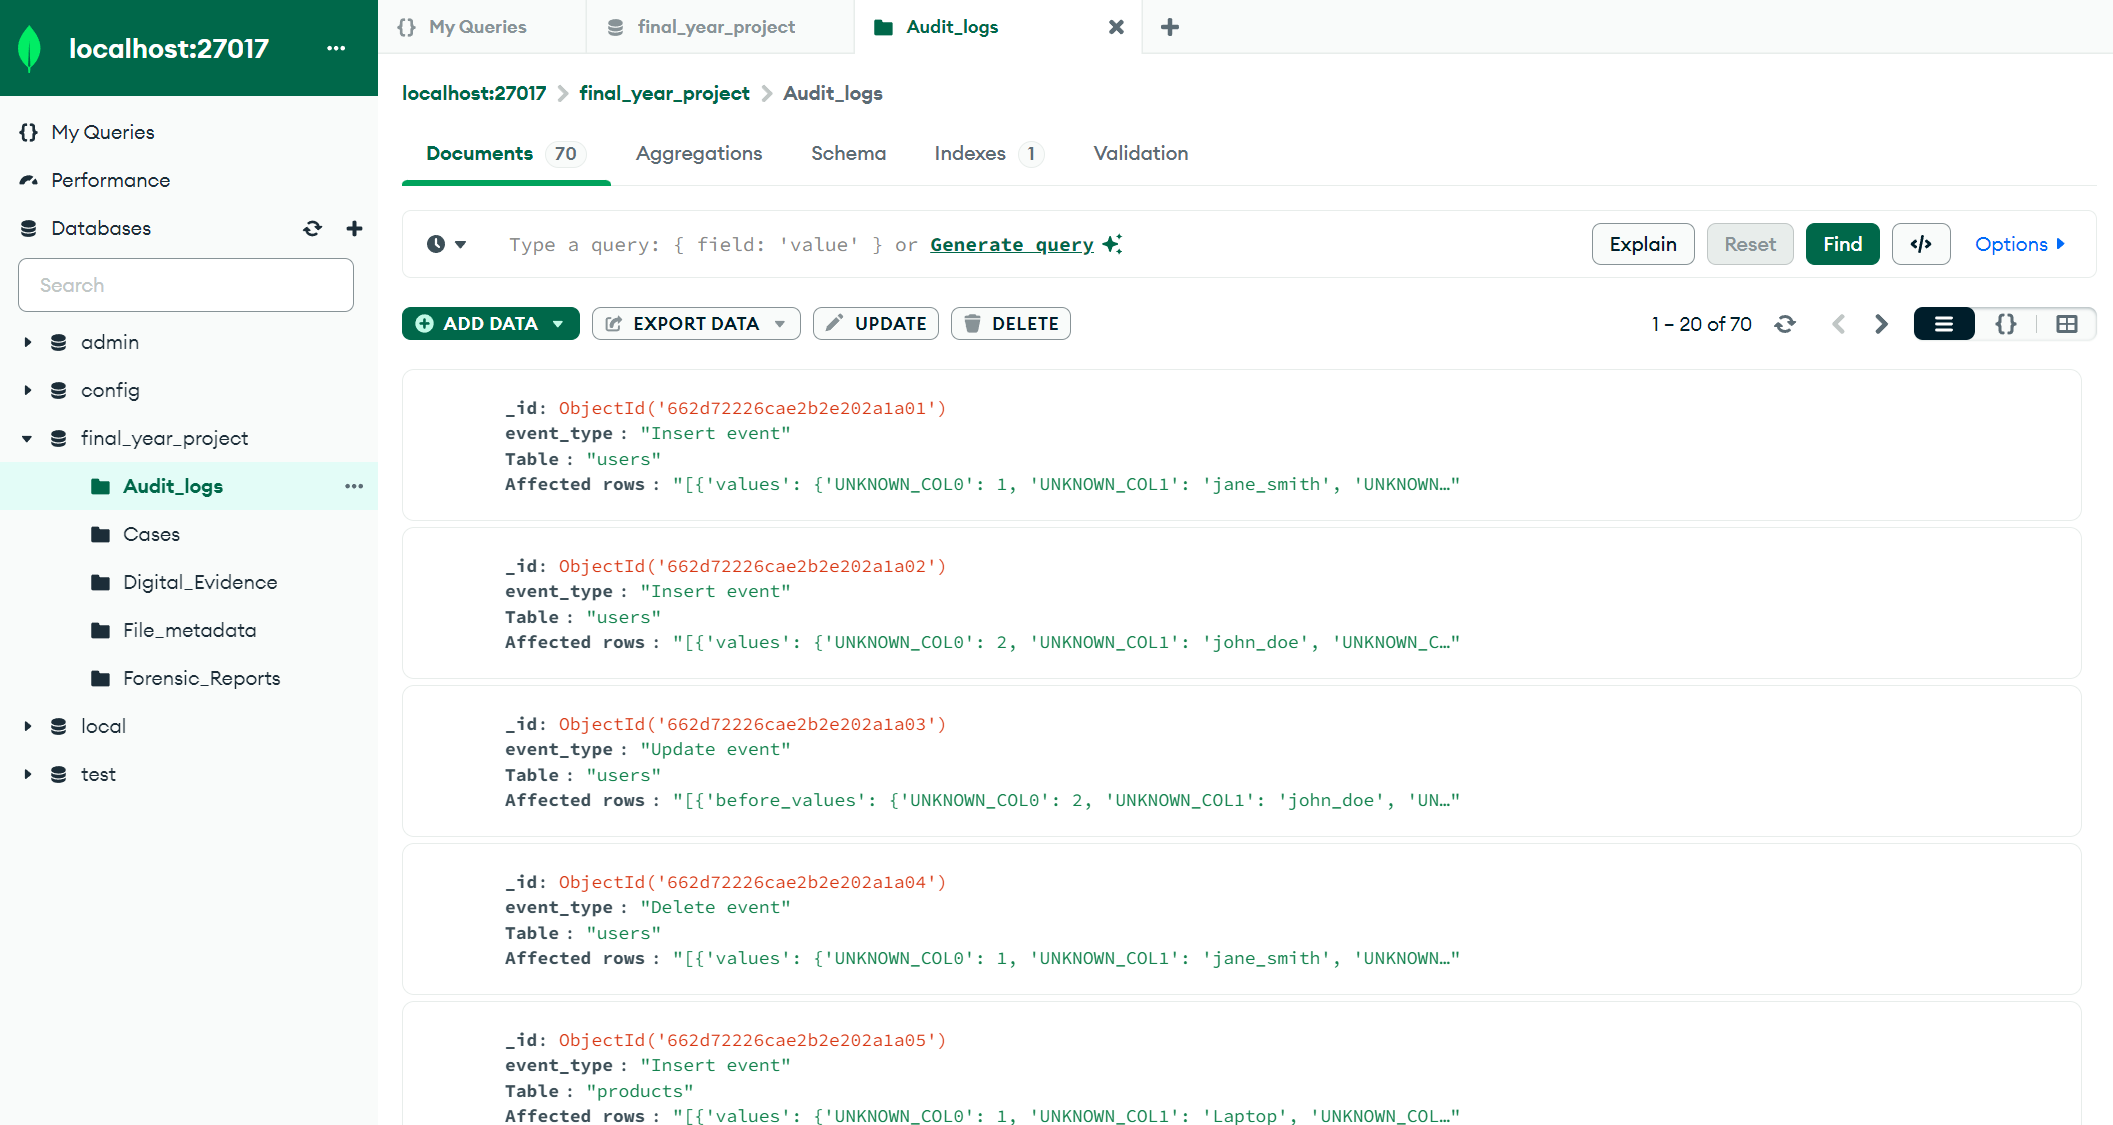 localhost:27017
My Queries
Performance
Databases
Search
admin
config
final_year_project
Audit_logs
Cases
Digital_Evidence
File_metadata
Forensic_Reports
local
test
My Queries
final_year_project
Audit_logs
localhost:27017 > final_year_project > Audit_logs
Documents 70 Aggregations Schema Indexes 1 Validation
Type a query: { field: 'value' } or Generate query
Explain Reset Find </> Options
ADD DATA EXPORT DATA UPDATE DELETE
1 – 20 of 70 {}
_id: ObjectId('662d72226cae2b2e202a1a01')
event_type : "Insert event"
Table : "users"
Affected rows : "[{'values': {'UNKNOWN_COL0': 1, 'UNKNOWN_COL1': 'jane_smith', 'UNKNOWN…"
_id: ObjectId('662d72226cae2b2e202a1a02')
event_type : "Insert event"
Table : "users"
Affected rows : "[{'values': {'UNKNOWN_COL0': 2, 'UNKNOWN_COL1': 'john_doe', 'UNKNOWN_C…"
_id: ObjectId('662d72226cae2b2e202a1a03')
event_type : "Update event"
Table : "users"
Affected rows : "[{'before_values': {'UNKNOWN_COL0': 2, 'UNKNOWN_COL1': 'john_doe', 'UN…"
_id: ObjectId('662d72226cae2b2e202a1a04')
event_type : "Delete event"
Table : "users"
Affected rows : "[{'values': {'UNKNOWN_COL0': 1, 'UNKNOWN_COL1': 'jane_smith', 'UNKNOWN…"
_id: ObjectId('662d72226cae2b2e202a1a05')
event_type : "Insert event"
Table : "products"
Affected rows : "[{'values': {'UNKNOWN_COL0': 1, 'UNKNOWN_COL1': 'Laptop', 'UNKNOWN_COL…"